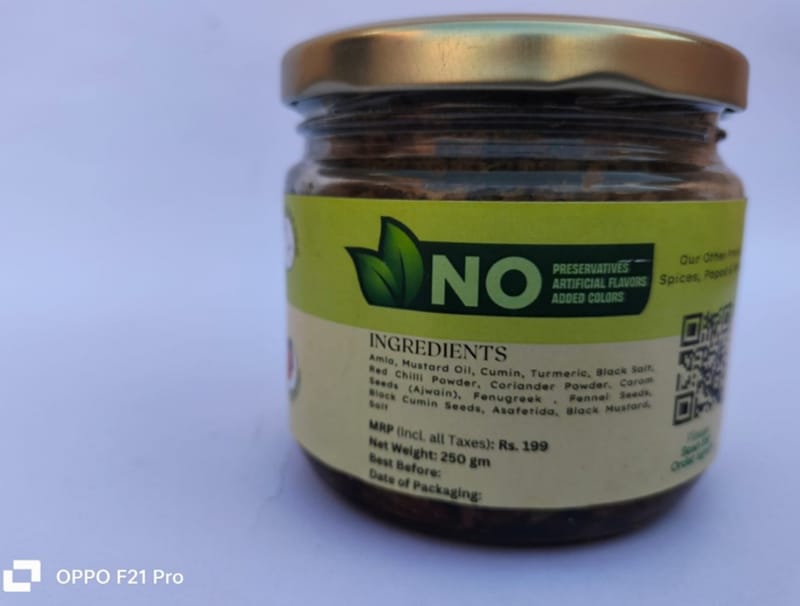 NO
PRESERVATIVES
ARTIFICIAL FLAVORS
ADDED COLORS
Our Other
Spices, Papad
INGREDIENTS
Amla, Mustard Oil, Cumin, Turmeric, Black Salt,
Red Chilli Powder, Coriander Powder, Carom
Seeds (Ajwain), Fenugreek , Fennel Seeds,
Black Cumin Seeds, Asafetida, Black Mustard,
Salt
MRP (Incl. all Taxes): Rs. 199
Net Weight: 250 gm
Best Before:
Date of Packaging:
OPPO F21 Pro